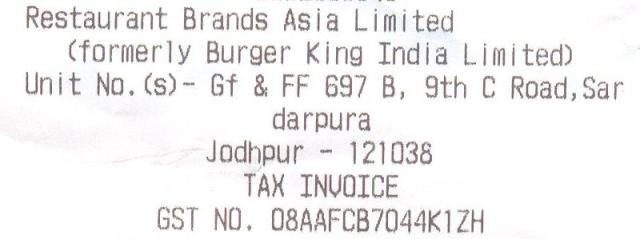 Restaurant Brands Asia Limited
(formerly Burger King India Limited)
Unit No.(s)- Gf & FF 697 B, 9th C Road,Sar
darpura
Jodhpur - 121038
TAX INVOICE
GST NO. 08AAFCB7044K1ZH